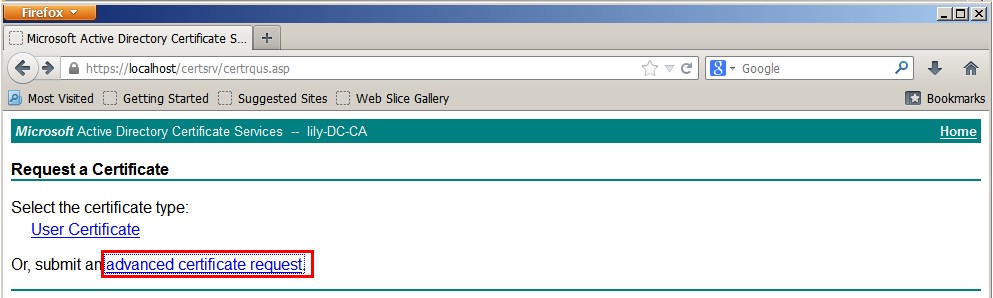 Firefox
Microsoft Active Directory Certificate S...
https://localhost/certsrv/certrqus.asp
Google
Most Visited Getting Started Suggested Sites Web Slice Gallery Bookmarks
Microsoft Active Directory Certificate Services -- lily-DC-CA Home
Request a Certificate
Select the certificate type:
User Certificate
Or, submit an advanced certificate request.